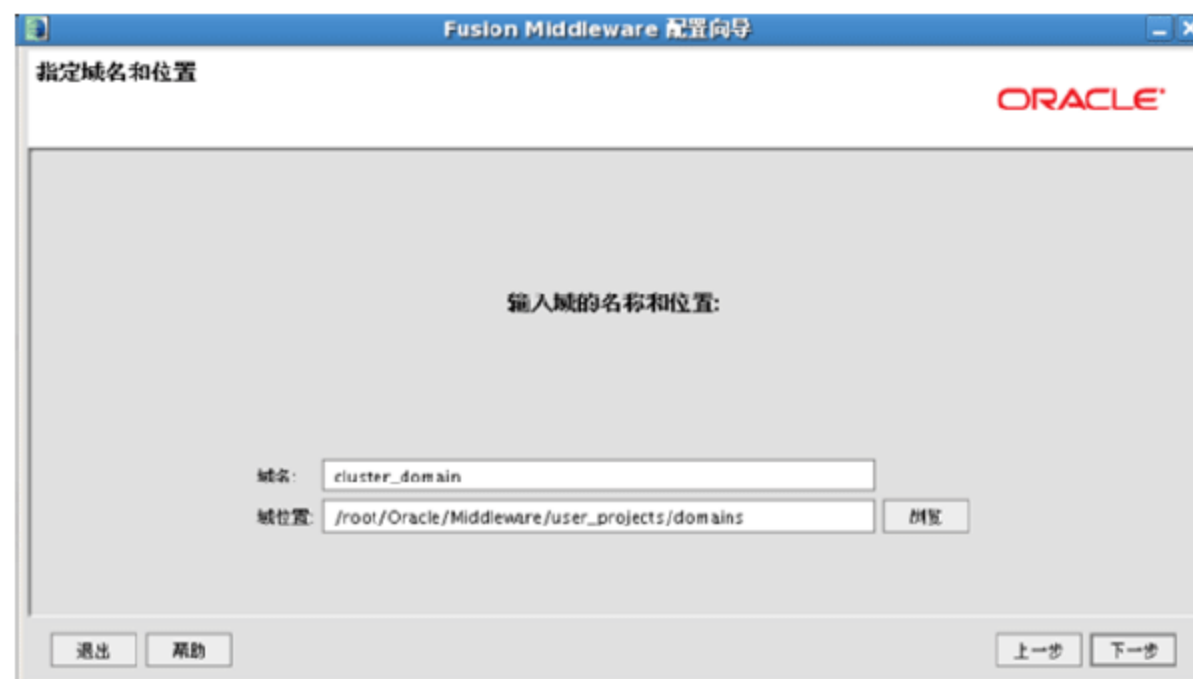 Fusion Middleware 配置向导
指定域名和位置
ORACLE
输入域的名称和位置:
域名: cluster_domain
域位置: /root/Oracle/Middleware/user_projects/domains 浏览
退出 帮助 上一步 下一步